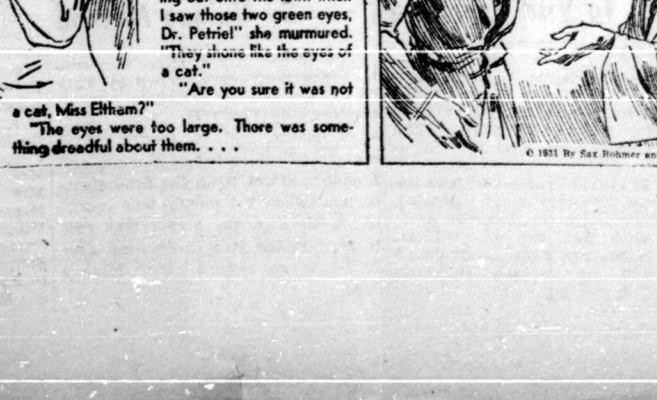 I saw those two green eyes,
Dr. Petrie!" she murmured.
"They shone like the eyes of
a cat."
"Are you sure it was not
a cat, Miss Eltham?"
"The eyes were too large. There was some-
thing dreadful about them. . . .
© 1931 By Sax Rohmer an